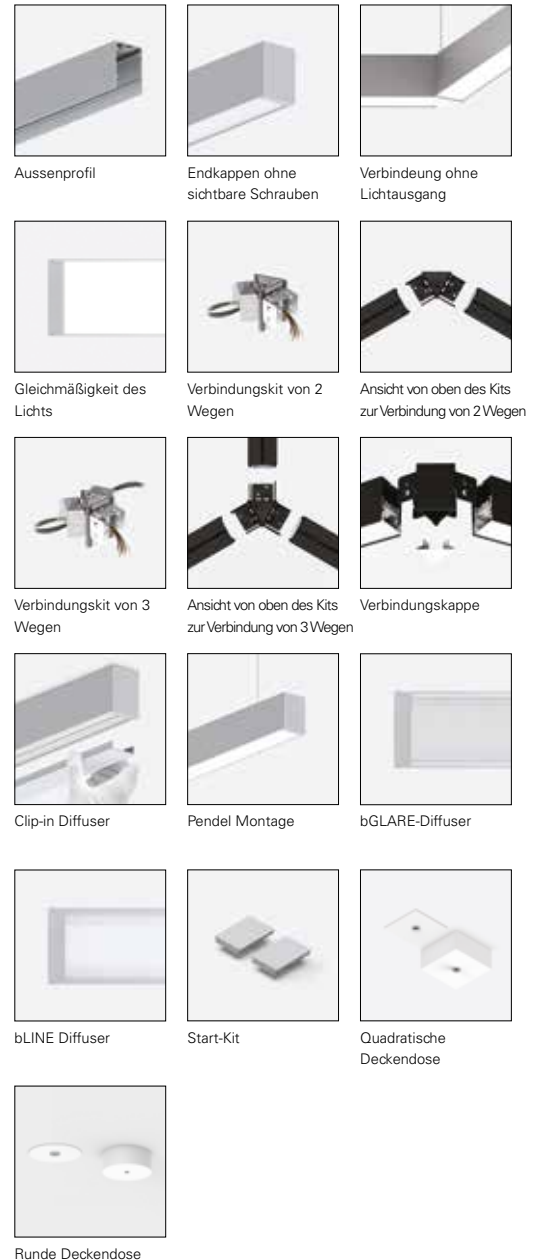 Aussenprofil
Endkappen ohne
sichtbare Schrauben
Verbindeung ohne
Lichtausgang
Gleichmäßigkeit des
Lichts
Verbindungskit von 2
Wegen
Ansicht von oben des Kits
zur Verbindung von 2 Wegen
Verbindungskit von 3
Wegen
Ansicht von oben des Kits
zur Verbindung von 3 Wegen
Verbindungskappe
Clip-in Diffuser
Pendel Montage
bGLARE-Diffuser
bLINE Diffuser
Start-Kit
Quadratische
Deckendose
Runde Deckendose